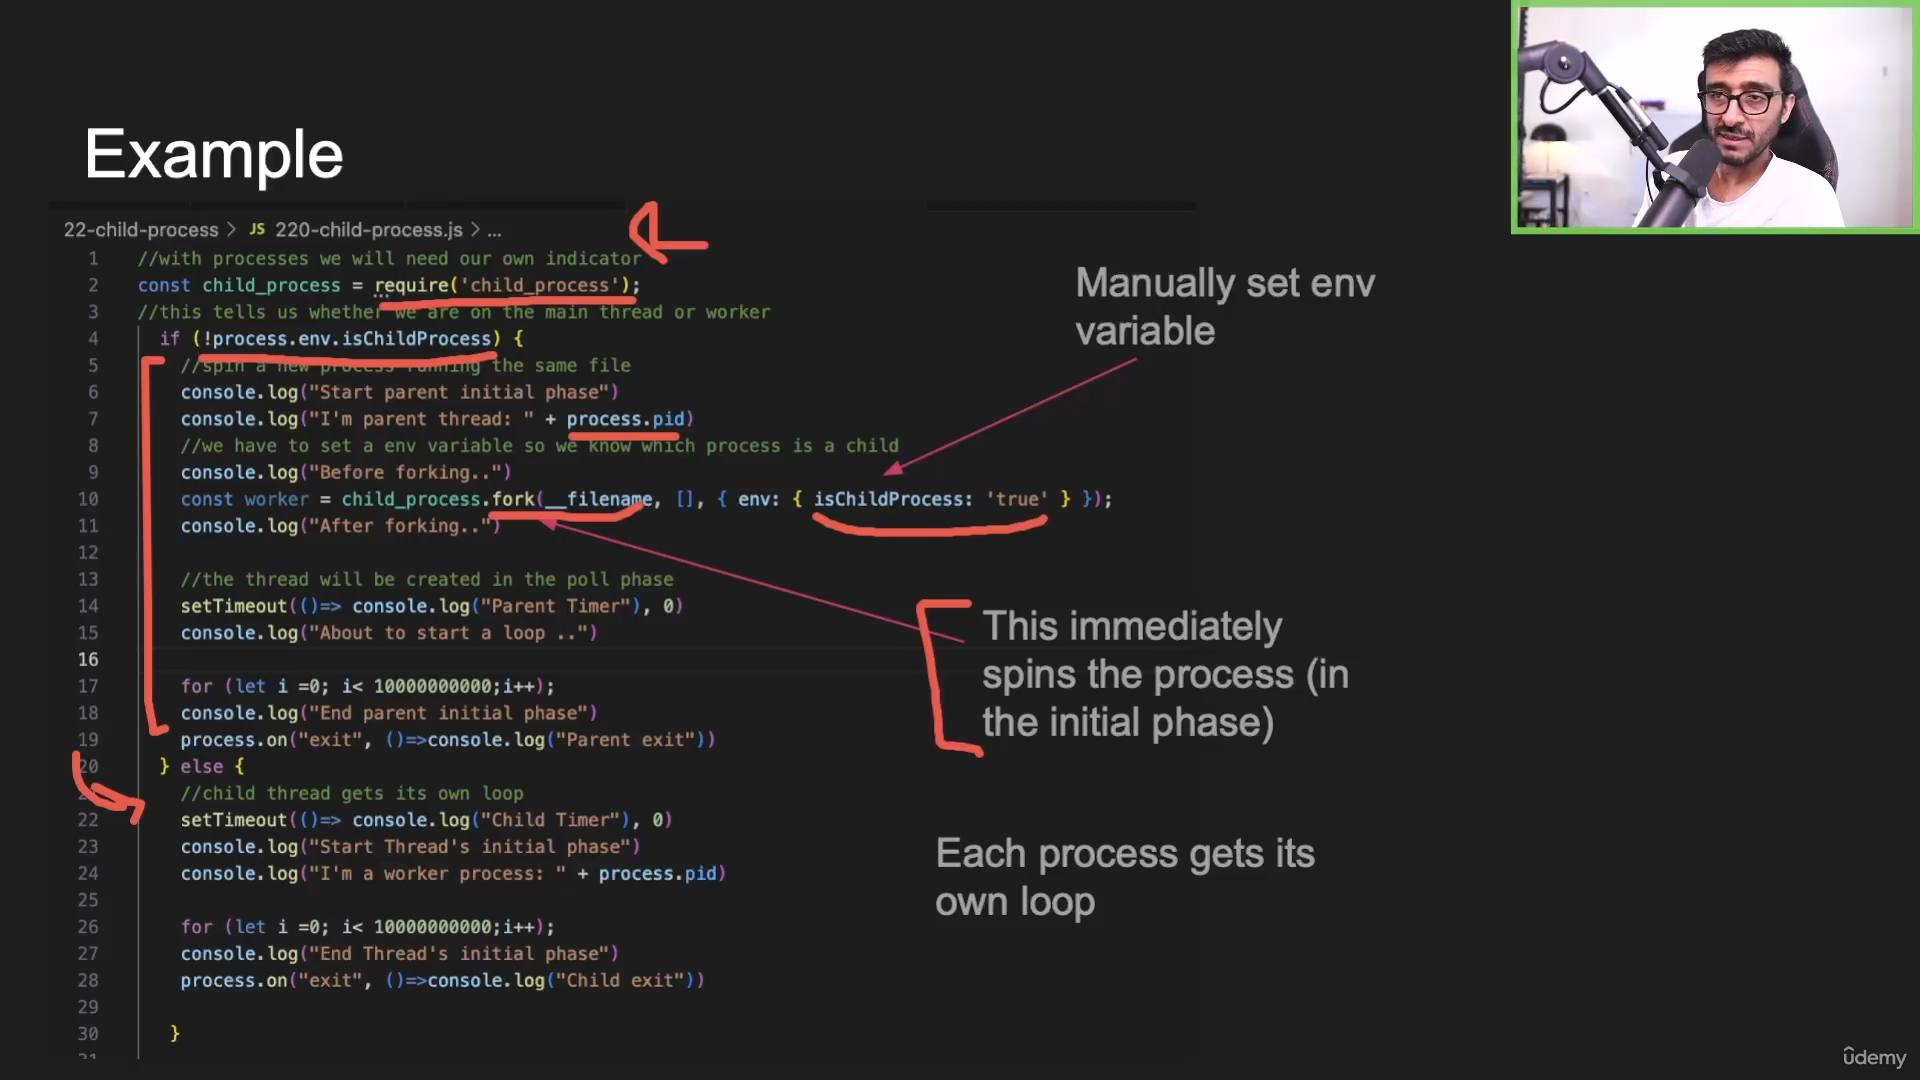 Example
22-child-process > JS 220-child-process.js > ...
1 //with processes we will need our own indicator
2 const child_process = require('child_process');
3 //this tells us whether we are on the main thread or worker
4 if (!process.env.isChildProcess) {
5 //spin a new process running the same file
6 console.log("Start parent initial phase")
7 console.log("I'm parent thread: " + process.pid)
8 //we have to set a env variable so we know which process is a child
9 console.log("Before forking..")
10 const worker = child_process.fork(__filename, [], { env: { isChildProcess: 'true' } });
11 console.log("After forking..")
12
13 //the thread will be created in the poll phase
14 setTimeout(()=> console.log("Parent Timer"), 0)
15 console.log("About to start a loop ..")
16
17 for (let i =0; i< 10000000000;i++);
18 console.log("End parent initial phase")
19 process.on("exit", ()=>console.log("Parent exit"))
20 } else {
//child thread gets its own loop
22 setTimeout(()=> console.log("Child Timer"), 0)
23 console.log("Start Thread's initial phase")
24 console.log("I'm a worker process: " + process.pid)
25
26 for (let i =0; i< 10000000000;i++);
27 console.log("End Thread's initial phase")
28 process.on("exit", ()=>console.log("Child exit"))
29
30 }
31
Manually set env
variable
This immediately
spins the process (in
the initial phase)
Each process gets its
own loop
ûdemy